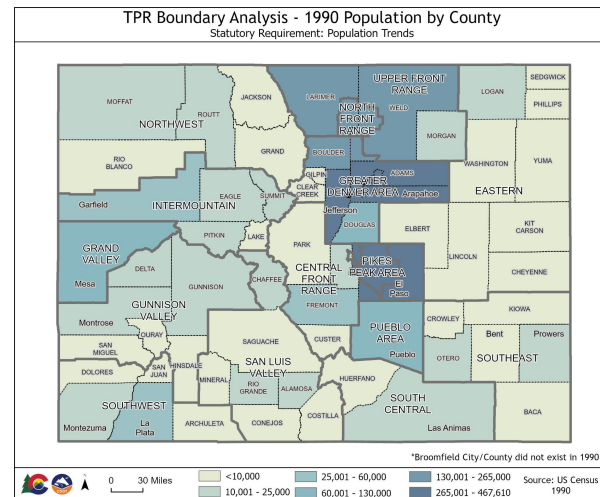 TPR Boundary Analysis - 1990 Population by County
Statutory Requirement: Population Trends
MOFFAT
ROUTT
JACKSON
LARIMER
UPPER FRONT
RANGE
WELD
LOGAN
SEDGWICK
PHILLIPS
NORTHWEST
NORTH
FRONT
RANGE
MORGAN
GRAND
BOULDER
WASHINGTON
YUMA
RIO
BLANCO
GILPIN
CLEAR
CREEK
ADAMS
GREATER
DENVER AREA
Arapahoe
EASTERN
Garfield
INTERMOUNTAIN
EAGLE
SUMMIT
Jefferson
DOUGLAS
ELBERT
KIT
CARSON
GRAND
VALLEY
Mesa
PITKIN
LAKE
PARK
LINCOLN
DELTA
GUNNISON
CHAFFEE
CENTRAL
FRONT
RANGE
PIKES
PEAK AREA
El
Paso
CHEYENNE
GUNNISON
VALLEY
FREMONT
KIOWA
Montrose
OURAY
SAGUACHE
CUSTER
PUEBLO
AREA
Pueblo
CROWLEY
Bent
Prowers
SAN
MIGUEL
OTERO
SOUTHEAST
DOLORES
SAN
JUAN
HINSDALE
MINERAL
SAN LUIS
VALLEY
RIO
GRANDE
ALAMOSA
HUERFANO
SOUTH
CENTRAL
SOUTHWEST
Montezuma
La
Plata
ARCHULETA
CONEJOS
COSTILLA
Las Animas
BACA
*Broomfield City/County did not exist in 1990
0 30 Miles
<10,000
10,001 - 25,000
25,001 - 60,000
60,001 - 130,000
130,001 - 265,000
265,001 - 467,610
Source: US Census
1990